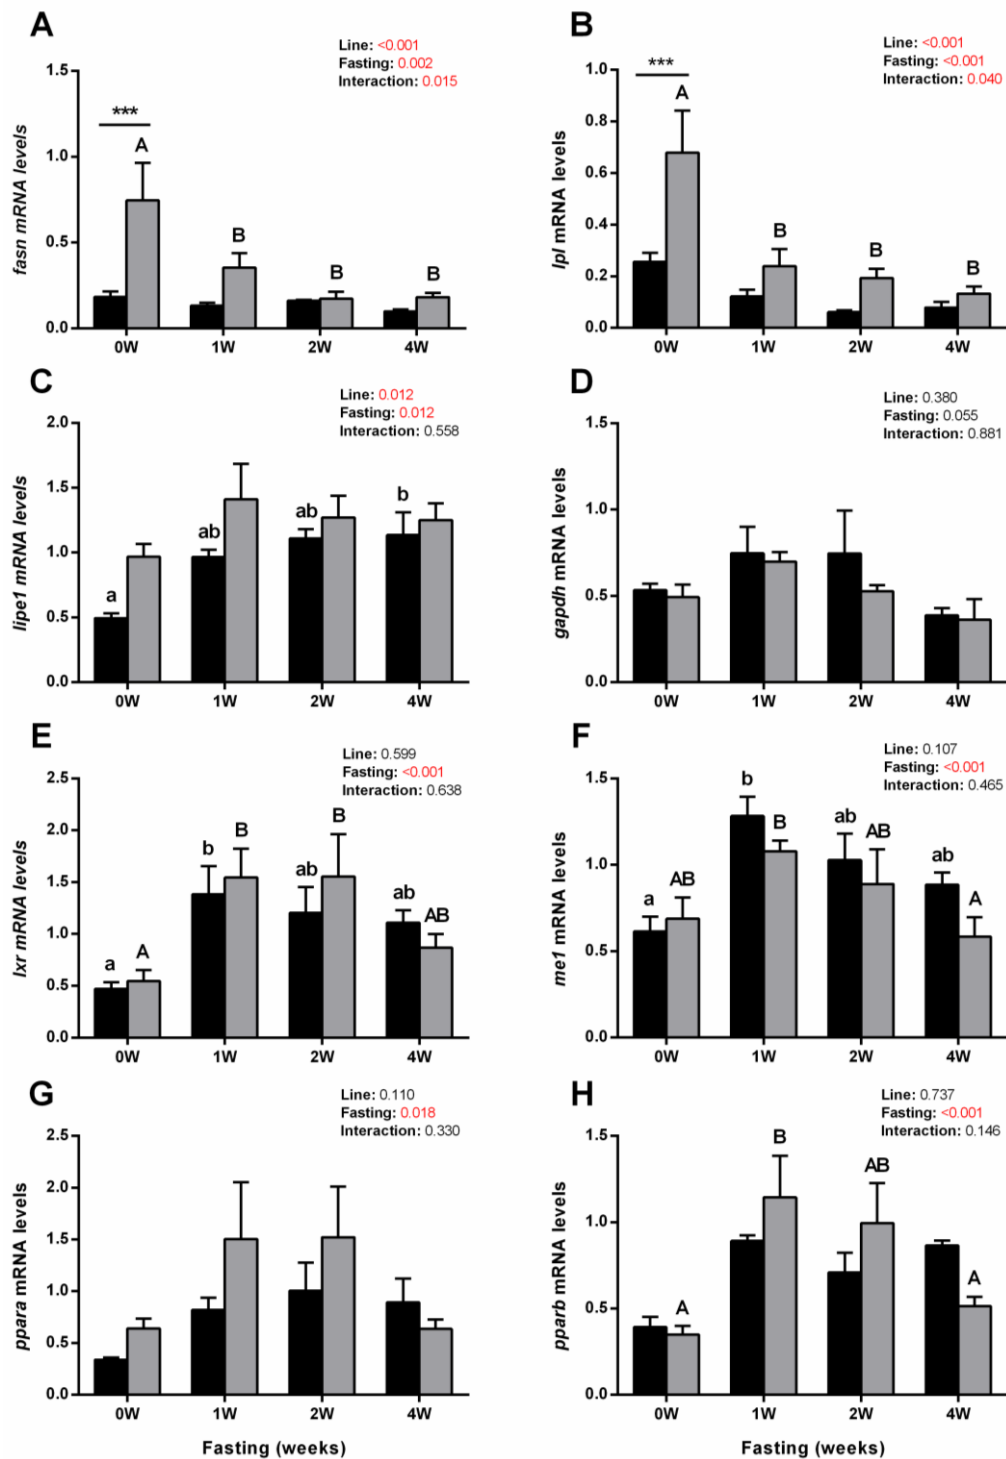 A
Line: <0.001
Fasting: 0.002
Interaction: 0.015
fasn mRNA levels
1.5
1.0
0.5
0.0
***
A
B
B
B
0W
1W
2W
4W
B
Line: <0.001
Fasting: <0.001
Interaction: 0.040
lpl mRNA levels
1.0
0.8
0.6
0.4
0.2
0.0
***
A
B
B
B
0W
1W
2W
4W
C
Line: 0.012
Fasting: 0.012
Interaction: 0.558
lipe1 mRNA levels
2.0
1.5
1.0
0.5
0.0
a
ab
ab
b
0W
1W
2W
4W
D
Line: 0.380
Fasting: 0.055
Interaction: 0.881
gapdh mRNA levels
1.5
1.0
0.5
0.0
0W
1W
2W
4W
E
Line: 0.599
Fasting: <0.001
Interaction: 0.638
lxr mRNA levels
2.5
2.0
1.5
1.0
0.5
0.0
a
A
b
B
ab
B
ab
AB
0W
1W
2W
4W
F
Line: 0.107
Fasting: <0.001
Interaction: 0.465
me1 mRNA levels
1.5
1.0
0.5
0.0
a
AB
b
B
ab
AB
ab
A
0W
1W
2W
4W
G
Line: 0.110
Fasting: 0.018
Interaction: 0.330
ppara mRNA levels
2.5
2.0
1.5
1.0
0.5
0.0
0W
1W
2W
4W
Fasting (weeks)
H
Line: 0.737
Fasting: <0.001
Interaction: 0.146
pparb mRNA levels
1.5
1.0
0.5
0.0
A
B
AB
A
0W
1W
2W
4W
Fasting (weeks)